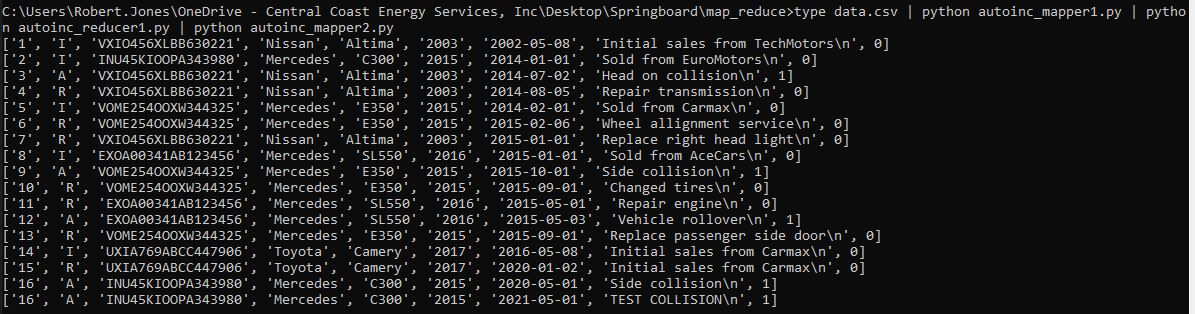 C:\Users\Robert.Jones\OneDrive - Central Coast Energy Services, Inc\Desktop\Springboard\map_reduce>type data.csv | python autoinc_mapper1.py | pytho
n autoinc_reducer1.py | python autoinc_mapper2.py
['1', 'I', 'VXIO456XLBB630221', 'Nissan', 'Altima', '2003', '2002-05-08', 'Initial sales from TechMotors\n', 0]
['2', 'I', 'INU45KIOOPA343980', 'Mercedes', 'C300', '2015', '2014-01-01', 'Sold from EuroMotors\n', 0]
['3', 'A', 'VXIO456XLBB630221', 'Nissan', 'Altima', '2003', '2014-07-02', 'Head on collision\n', 1]
['4', 'R', 'VXIO456XLBB630221', 'Nissan', 'Altima', '2003', '2014-08-05', 'Repair transmission\n', 0]
['5', 'I', 'VOME254OOXW344325', 'Mercedes', 'E350', '2015', '2014-02-01', 'Sold from Carmax\n', 0]
['6', 'R', 'VOME254OOXW344325', 'Mercedes', 'E350', '2015', '2015-02-06', 'Wheel allignment service\n', 0]
['7', 'R', 'VXIO456XLBB630221', 'Nissan', 'Altima', '2003', '2015-01-01', 'Replace right head light\n', 0]
['8', 'I', 'EXOA00341AB123456', 'Mercedes', 'SL550', '2016', '2015-01-01', 'Sold from AceCars\n', 0]
['9', 'A', 'VOME254OOXW344325', 'Mercedes', 'E350', '2015', '2015-10-01', 'Side collision\n', 1]
['10', 'R', 'VOME254OOXW344325', 'Mercedes', 'E350', '2015', '2015-09-01', 'Changed tires\n', 0]
['11', 'R', 'EXOA00341AB123456', 'Mercedes', 'SL550', '2016', '2015-05-01', 'Repair engine\n', 0]
['12', 'A', 'EXOA00341AB123456', 'Mercedes', 'SL550', '2016', '2015-05-03', 'Vehicle rollover\n', 1]
['13', 'R', 'VOME254OOXW344325', 'Mercedes', 'E350', '2015', '2015-09-01', 'Replace passenger side door\n', 0]
['14', 'I', 'UXIA769ABCC447906', 'Toyota', 'Camery', '2017', '2016-05-08', 'Initial sales from Carmax\n', 0]
['15', 'R', 'UXIA769ABCC447906', 'Toyota', 'Camery', '2017', '2020-01-02', 'Initial sales from Carmax\n', 0]
['16', 'A', 'INU45KIOOPA343980', 'Mercedes', 'C300', '2015', '2020-05-01', 'Side collision\n', 1]
['16', 'A', 'INU45KIOOPA343980', 'Mercedes', 'C300', '2015', '2021-05-01', 'TEST COLLISION\n', 1]